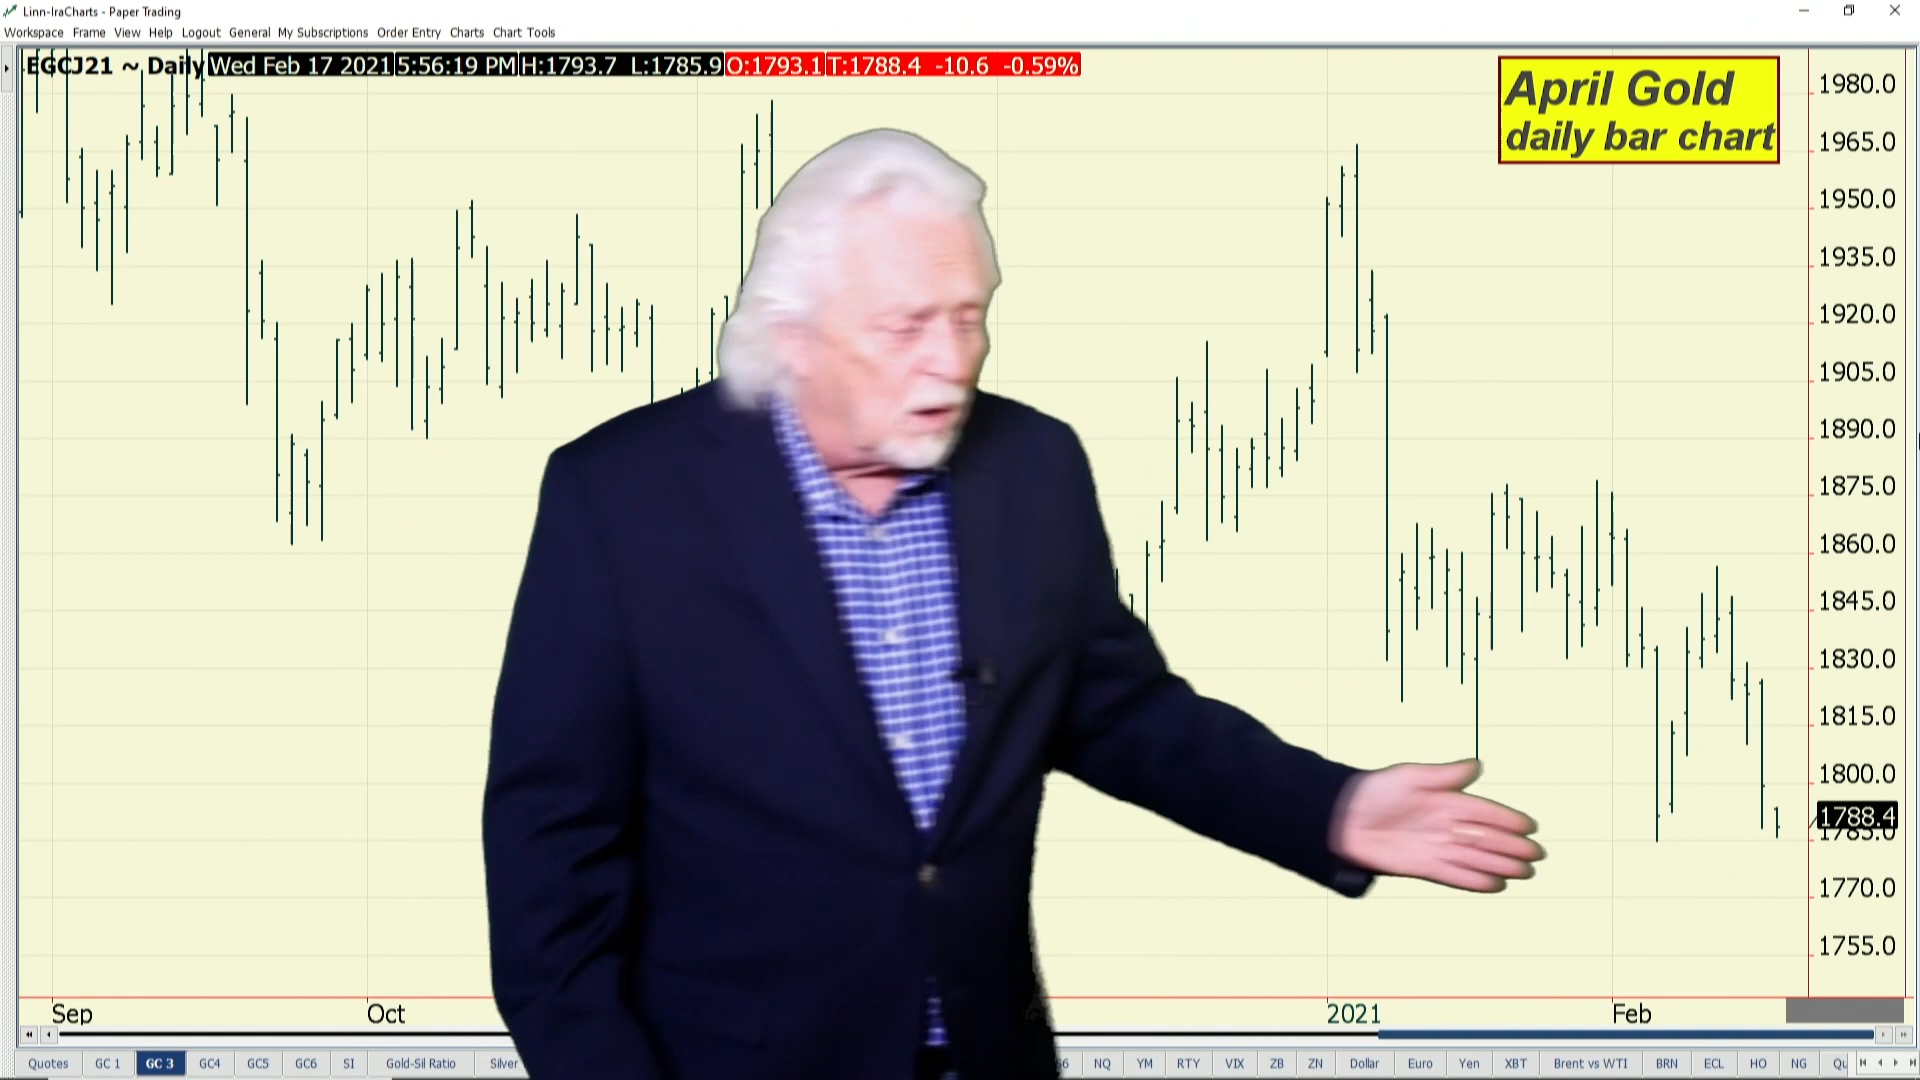 Linn-IraCharts - Paper Trading
Workspace Frame View Help Logout General My Subscriptions Order Entry Charts Chart Tools
EGCJ21 ~ Daily Wed Feb 17 2021 5:56:19 PM H:1793.7 L:1785.9 O:1793.1 T:1788.4 -10.6 -0.59%
April Gold
daily bar chart
1980.0
1965.0
1950.0
1935.0
1920.0
1905.0
1890.0
1875.0
1860.0
1845.0
1830.0
1815.0
1800.0
1788.4
1785.0
1770.0
1755.0
Sep Oct 2021 Feb
Quotes GC 1 GC 3 GC4 GC5 GC6 SI Gold-Sil Ratio Silver NQ YM RTY VIX ZB ZN Dollar Euro Yen XBT Brent vs WTI BRN ECL HO NG